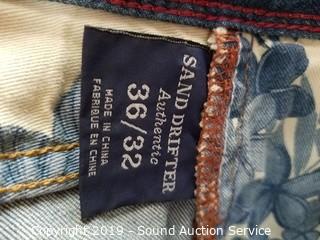 SAND DRIFTER
Authentic
36/32
MADE IN CHINA
FABRIQUE EN CHINE
Copyright 2019 - Sound Auction Service